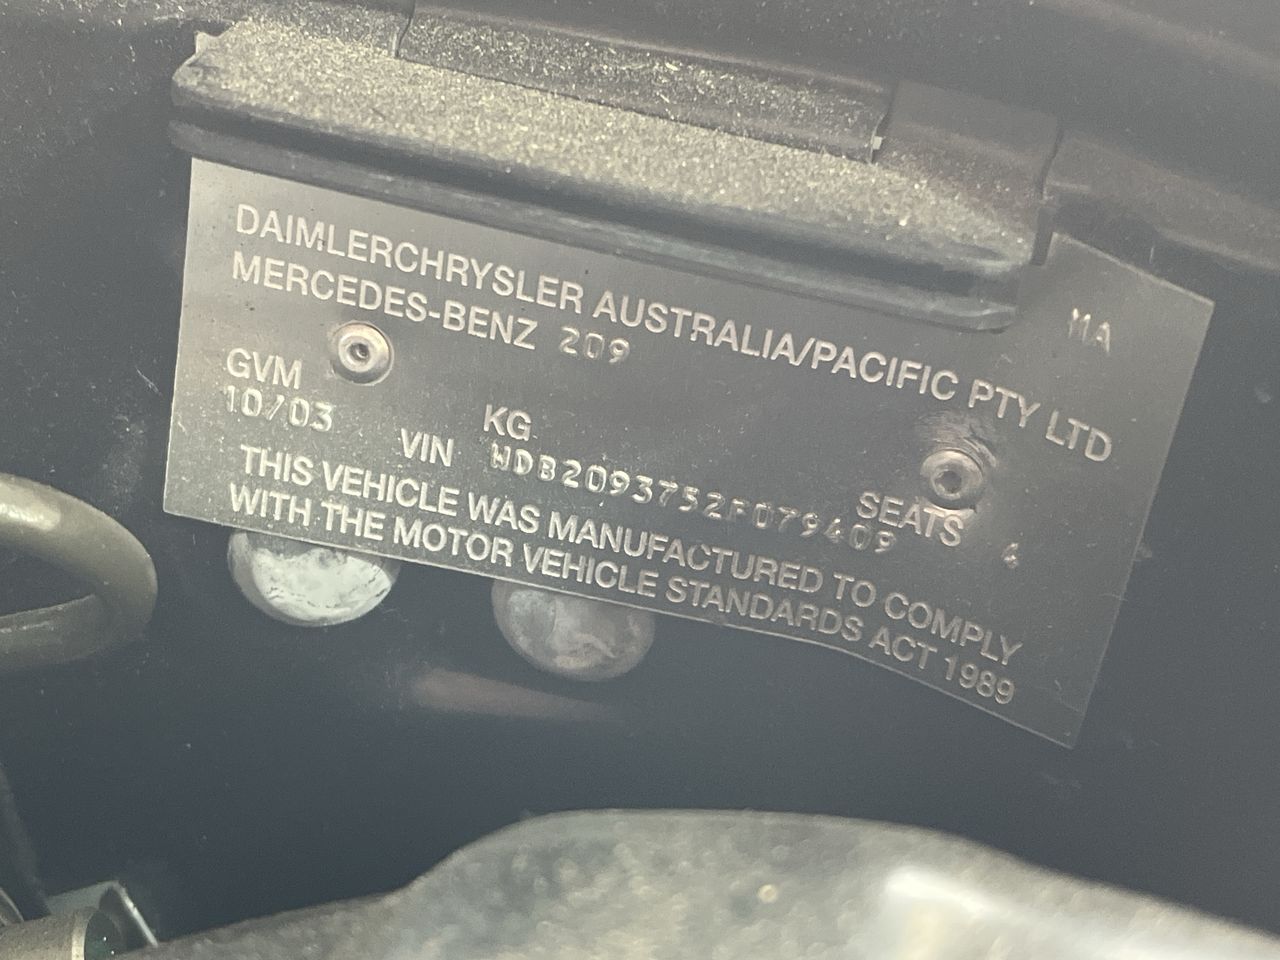 DAIMLERCHRYSLER AUSTRALIA/PACIFIC PTY LTD
MERCEDES-BENZ 209
MA
GVM KG
10/03 VIN WDB2093752F079409
SEATS 4
THIS VEHICLE WAS MANUFACTURED TO COMPLY
WITH THE MOTOR VEHICLE STANDARDS ACT 1989